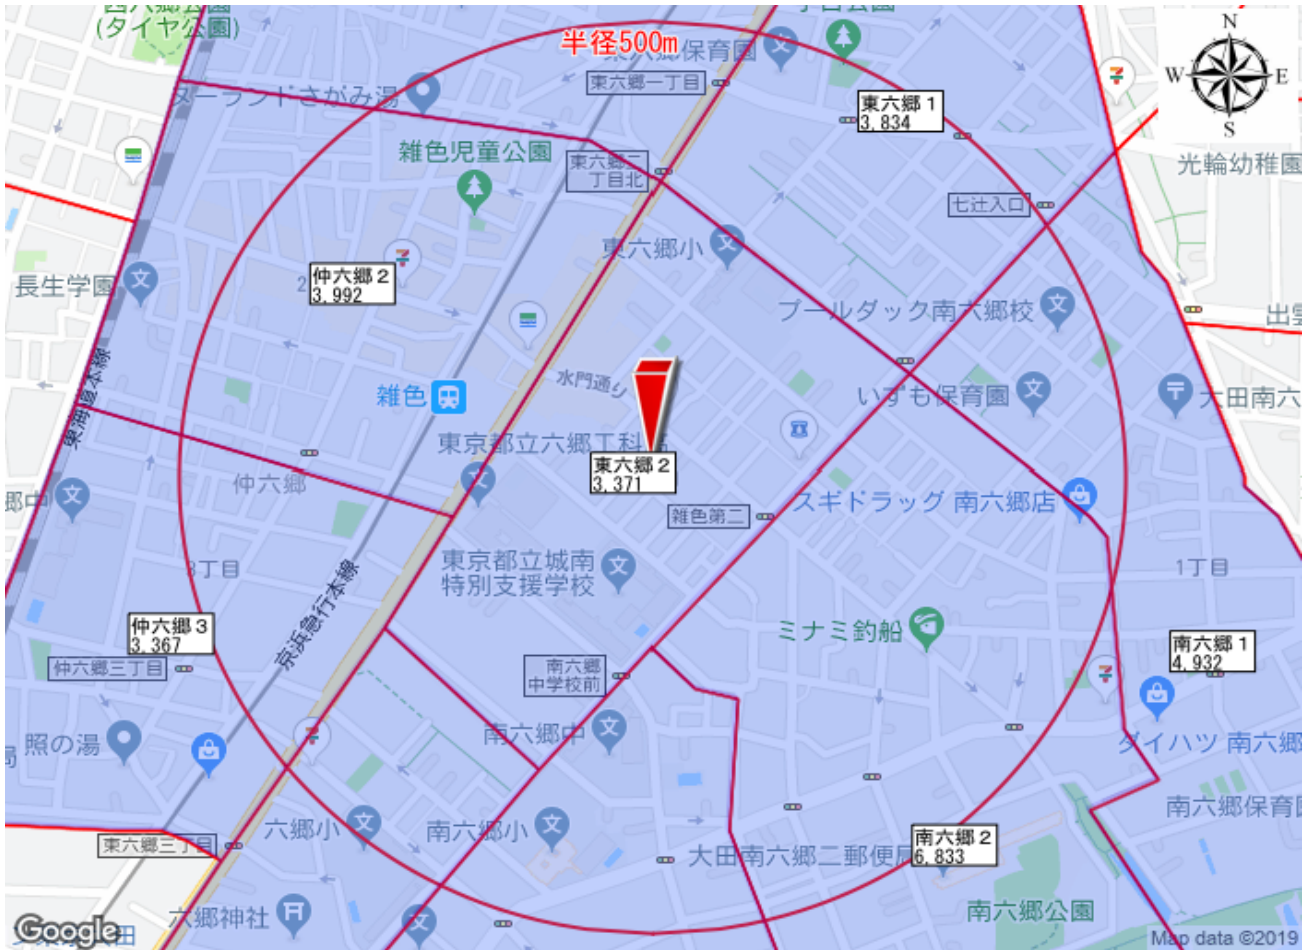 (タイヤ公園)
半径500m
東六郷保育園
N
W
E
S
ヌーランドさがみ湯
東六郷一丁目
東六郷1
3,834
雑色児童公園
東六郷二
丁目北
光輪幼稚園
七辻入口
東六郷小
長生学園
仲六郷2
3,992
2
プールダック南六郷校
水門通り
雑色
いずも保育園
大田南六
東海道本線
東京都立六郷工科高
仲六郷
東六郷2
3,371
郷中
雑色第二
スギドラッグ 南六郷店
東京都立城南
特別支援学校
3丁目
1丁目
京浜急行本線
仲六郷3
3,367
ミナミ釣船
南六郷1
4,932
仲六郷三丁目
南六郷
中学校前
照の湯
南六郷中
ダイハツ 南六郷
南六郷保育園
六郷小
南六郷小
東六郷三丁目
大田南六郷二郵便局
南六郷2
6,833
六郷神社
南六郷公園
Google
Map data ©2019